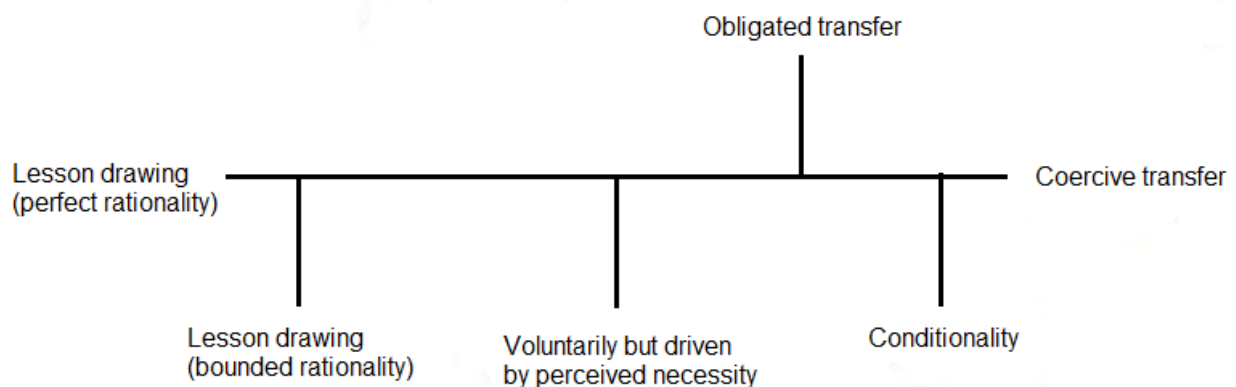 Obligated transfer
Lesson drawing
(perfect rationality)
Coercive transfer
Lesson drawing
(bounded rationality)
Voluntarily but driven
by perceived necessity
Conditionality